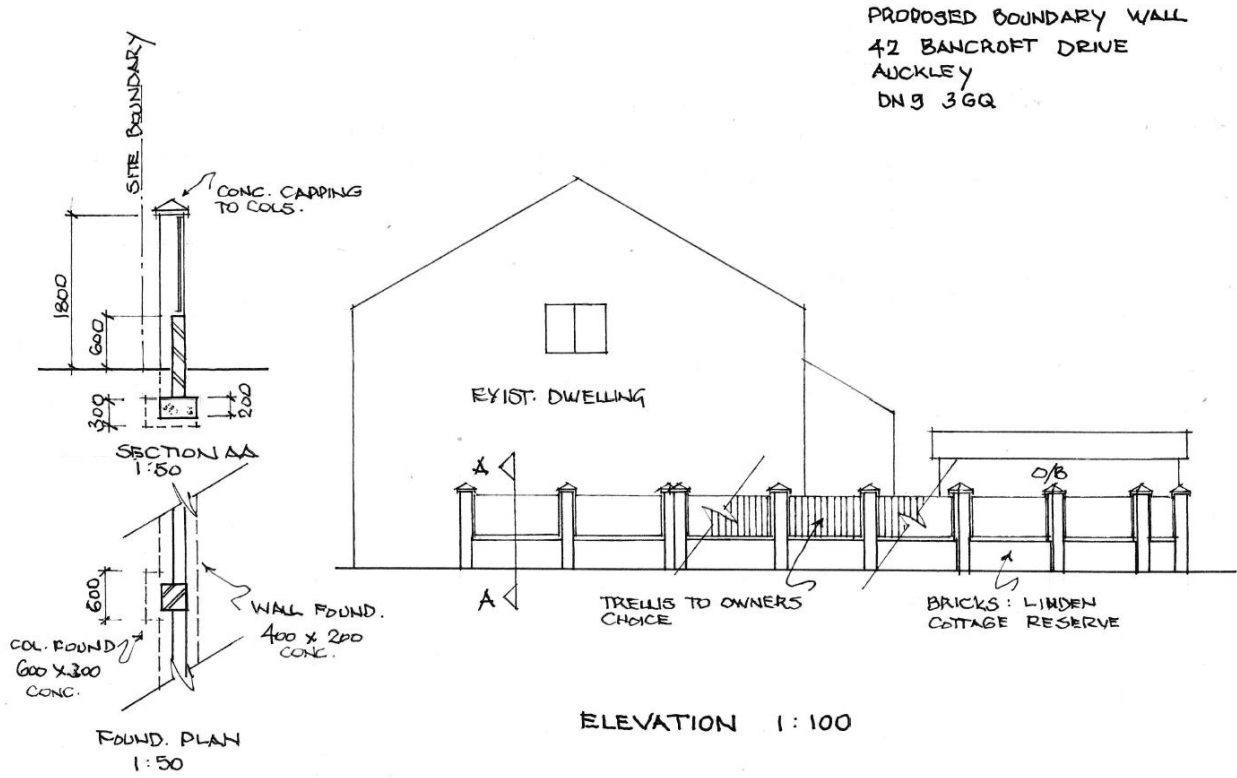 PROPOSED BOUNDARY WALL
42 BANCROFT DRIVE
AUCKLEY
DN9 3GQ
SITE BOUNDARY
CONC. CAPPING
TO COLS.
1800
600
300
200
SECTION AA
1:50
600
WALL FOUND.
400 x 200
CONC.
COL. FOUND
600 x 300
CONC.
FOUND. PLAN
1:50
EXIST. DWELLING
A
A
O/B
TRELLIS TO OWNERS
CHOICE
BRICKS: LINDEN
COTTAGE RESERVE
ELEVATION 1:100